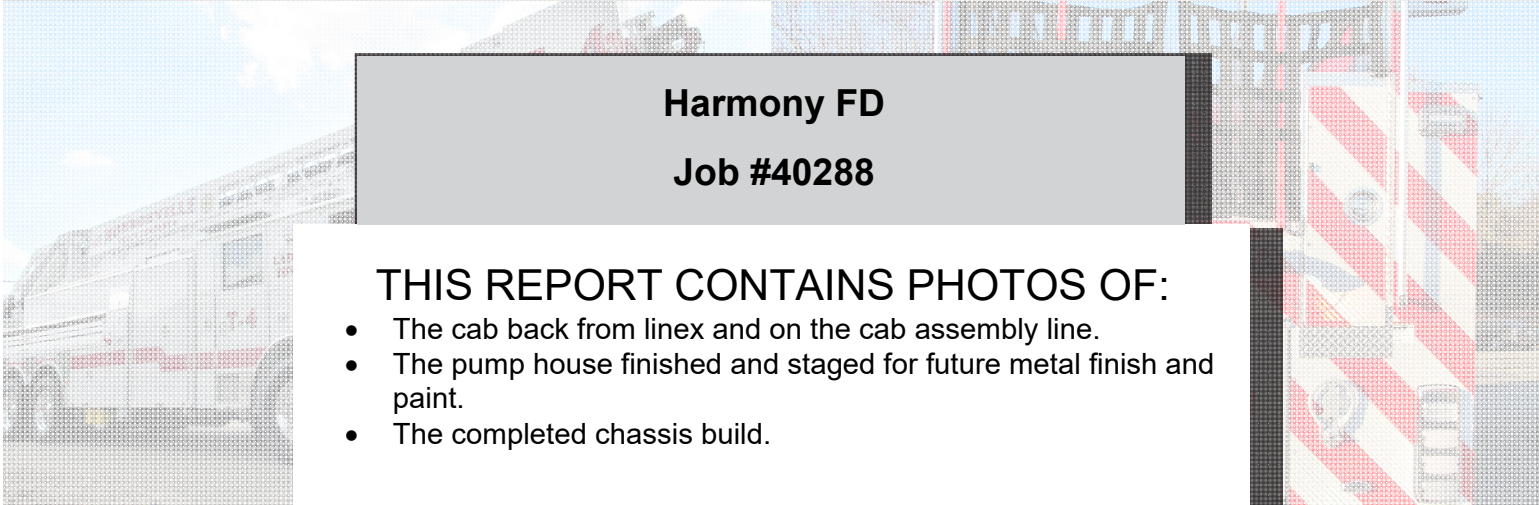 Harmony FD
Job #40288
THIS REPORT CONTAINS PHOTOS OF:
• The cab back from linex and on the cab assembly line.
• The pump house finished and staged for future metal finish and
paint.
• The completed chassis build.
T-4